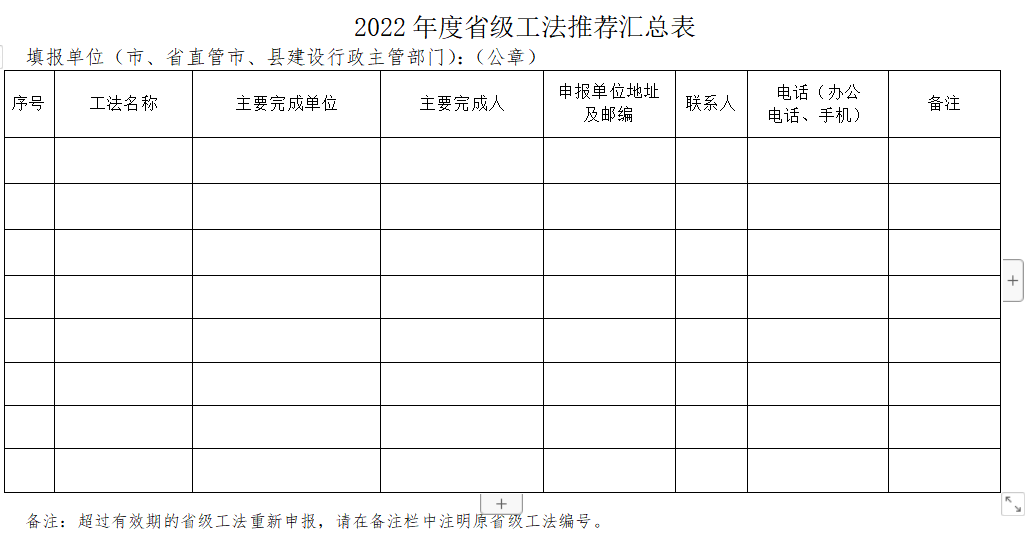 2022 年度省级工法推荐汇总表
填报单位（市、省直管市、县建设行政主管部门）：（公章）
序号 工法名称 主要完成单位 主要完成人 申报单位地址及邮编 联系人 电话（办公电话、手机） 备注
备注：超过有效期的省级工法重新申报，请在备注栏中注明原省级工法编号。